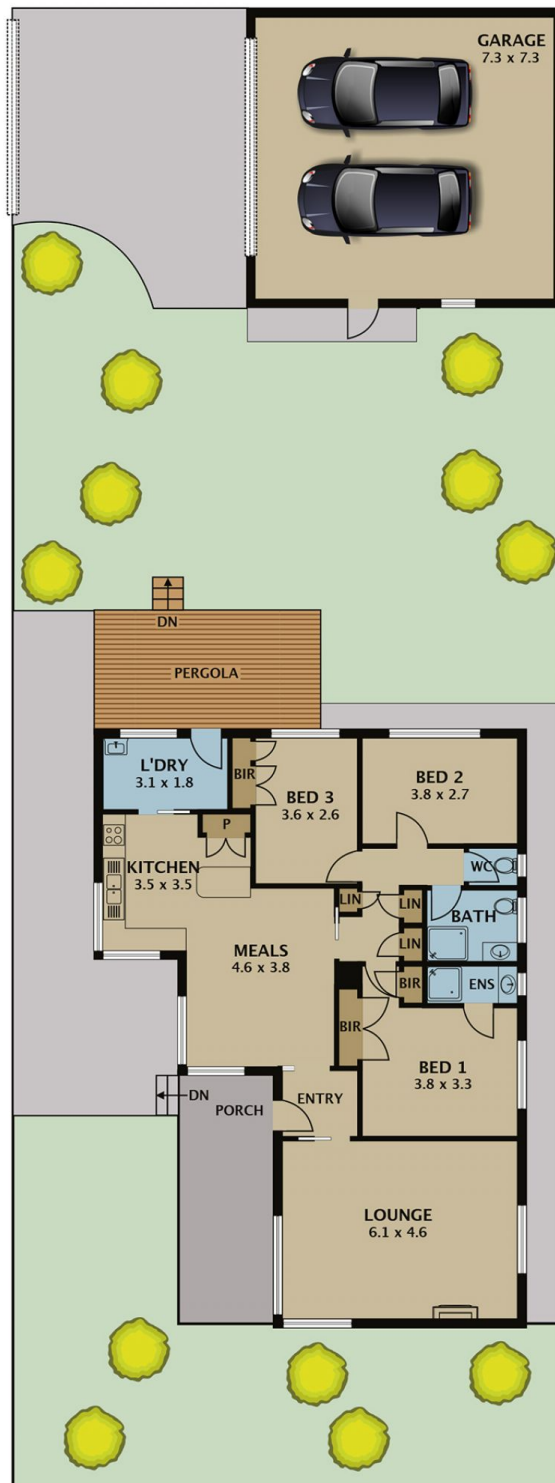 GARAGE
7.3 x 7.3
DN
PERGOLA
L'DRY
3.1 x 1.8
BIR
BED 3
3.6 x 2.6
BED 2
3.8 x 2.7
P
KITCHEN
3.5 x 3.5
WC
LIN
LIN
BATH
MEALS
4.6 x 3.8
LIN
BIR
ENS
BIR
BED 1
3.8 x 3.3
DN
PORCH
ENTRY
LOUNGE
6.1 x 4.6